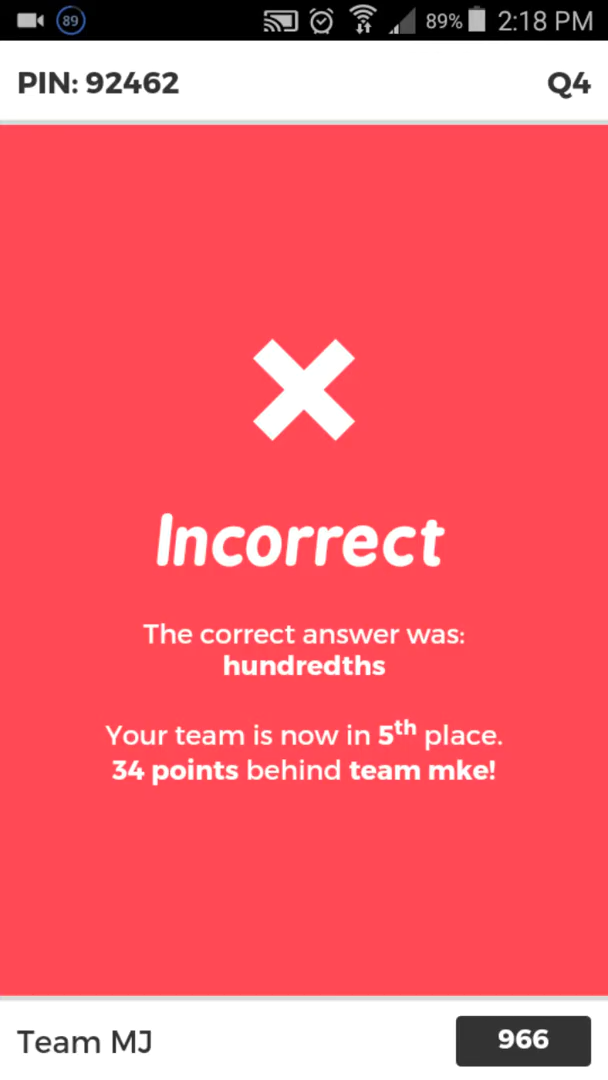 89 89% 2:18 PM
PIN: 92462 Q4
Incorrect
The correct answer was:
hundredths
Your team is now in 5th place.
34 points behind team mke!
Team MJ 966